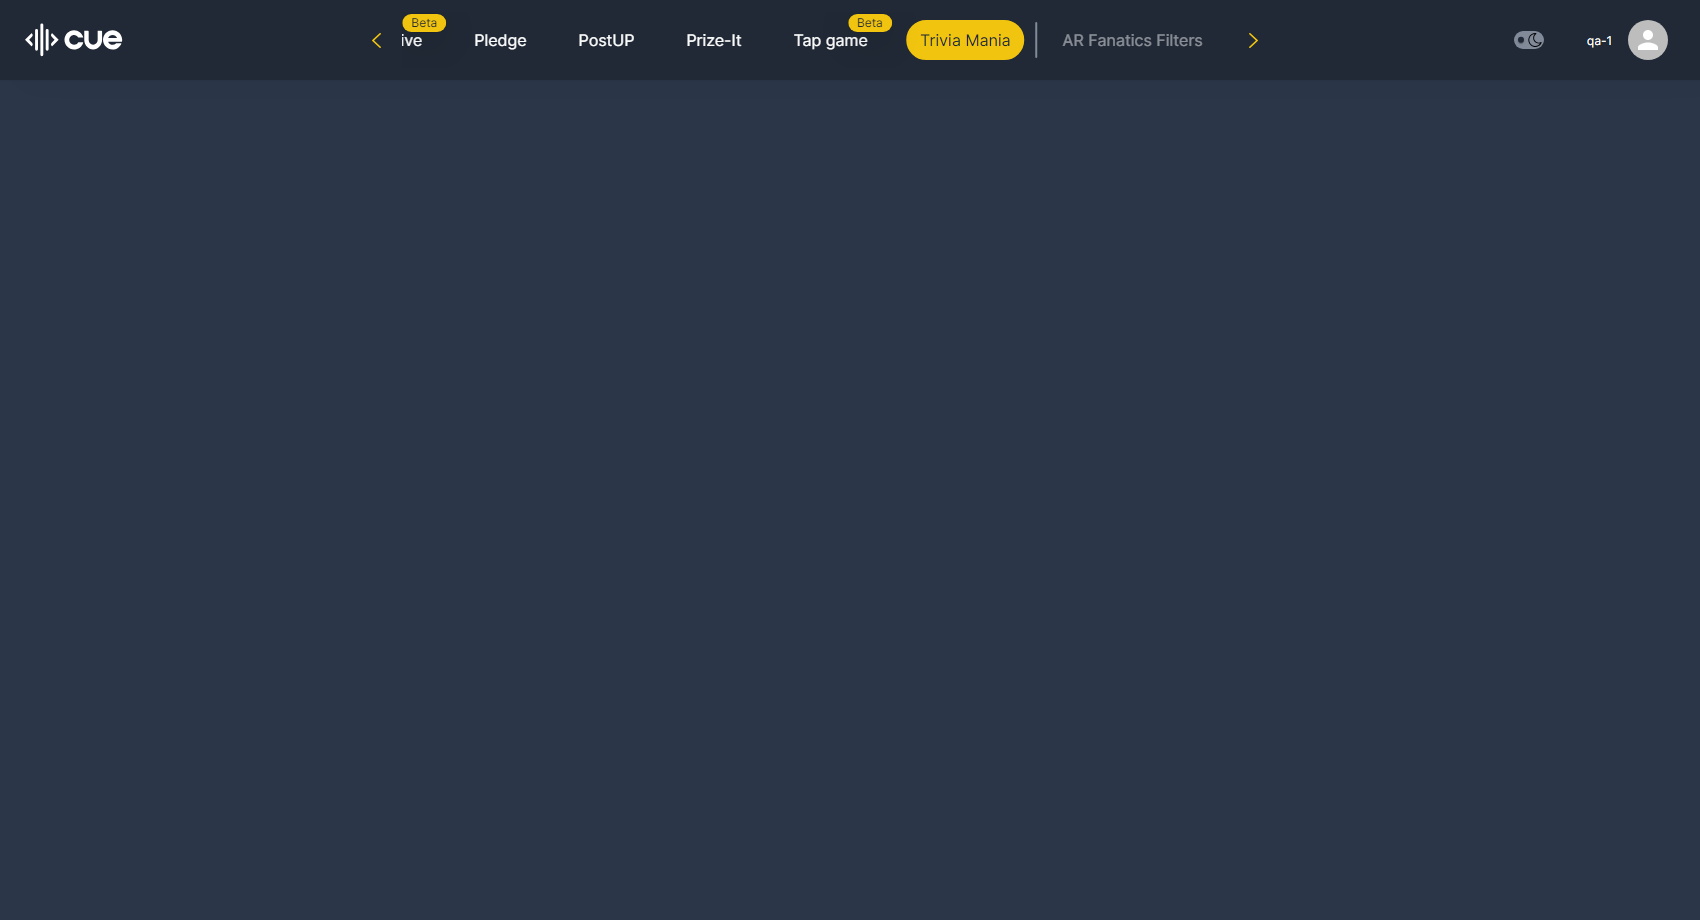 cue
Beta
ive
Pledge
PostUP
Prize-It
Tap game
Beta
Trivia Mania
AR Fanatics Filters
qa-1